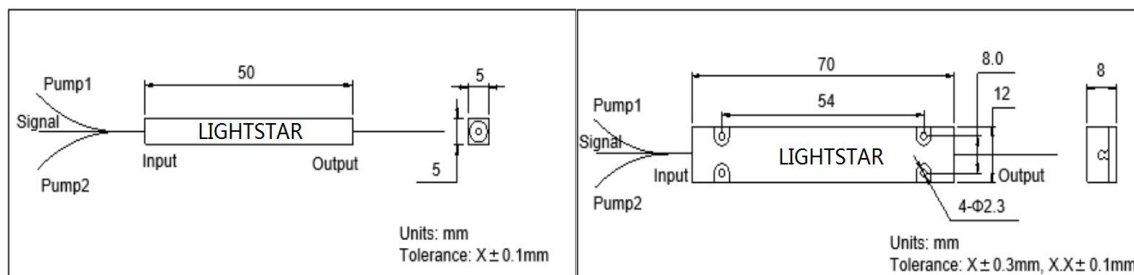 50
5
Pump1
Signal
LIGHTSTAR
Input
Output
Pump2
5
Units: mm
Tolerance: X ± 0.1mm
8.0
70
8
54
12
Pump1
Signal
LIGHTSTAR
Input
Output
Pump2
4-Φ2.3
Units: mm
Tolerance: X ± 0.3mm, X.X ± 0.1mm